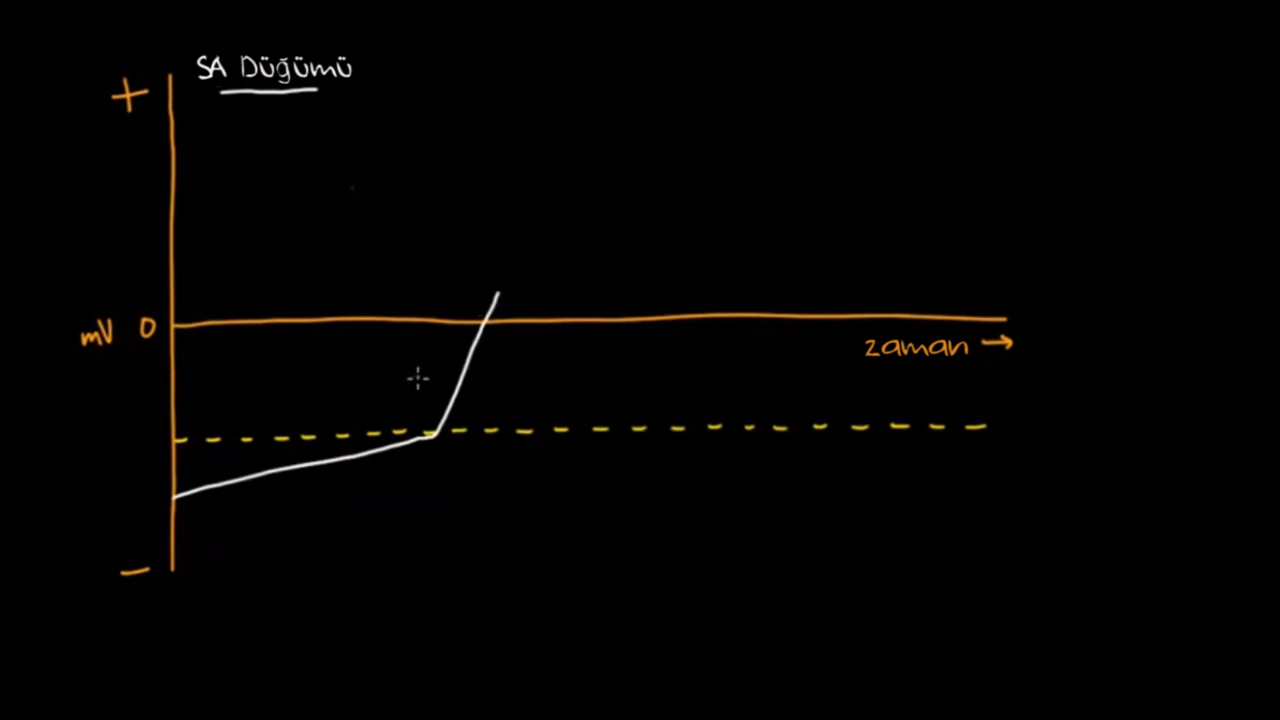 SA Düğümü
+
mV 0
zaman →
−